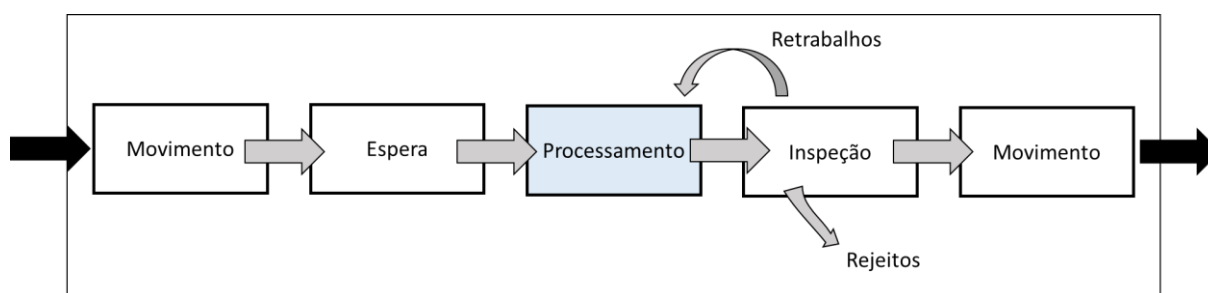 Retrabalhos
Movimento
Espera
Processamento
Inspeção
Movimento
Rejeitos